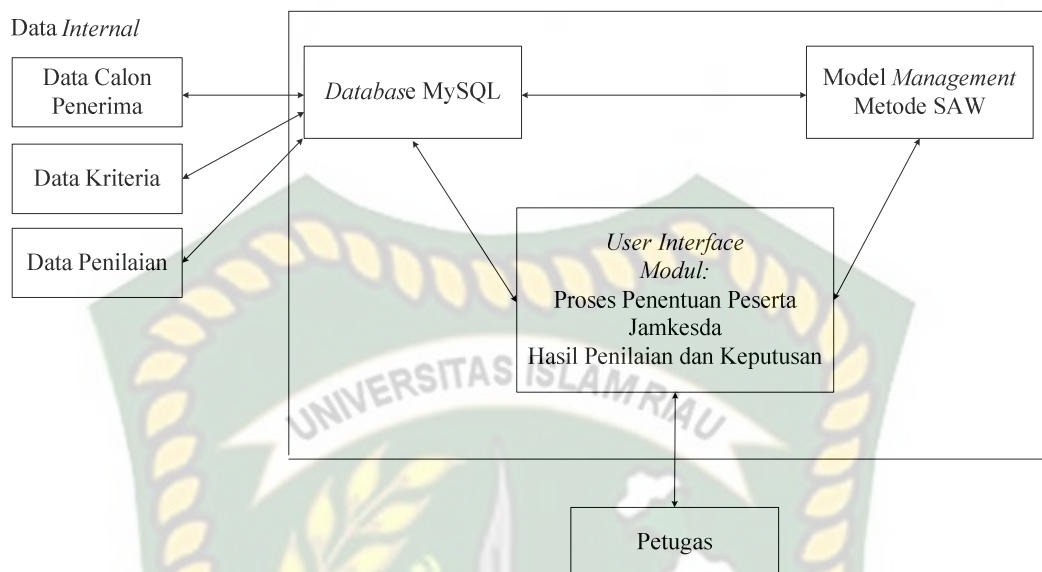 Data Internal
Data Calon
Penerima
Data Kriteria
Data Penilaian
Database MySQL
Model Management
Metode SAW
User Interface
Modul:
Proses Penentuan Peserta
Jamkesda
Hasil Penilaian dan Keputusan
UNIVERSITAS ISLAM RIAU
Petugas